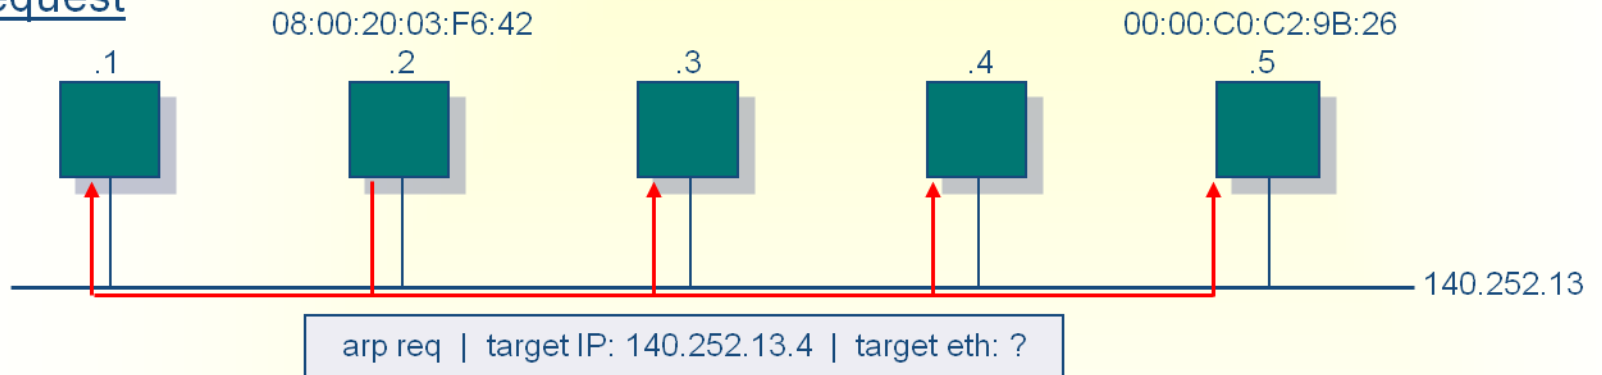 equest
08:00:20:03:F6:42 00:00:C0:C2:9B:26
.1 .2 .3 .4 .5
140.252.13
arp req | target IP: 140.252.13.4 | target eth: ?